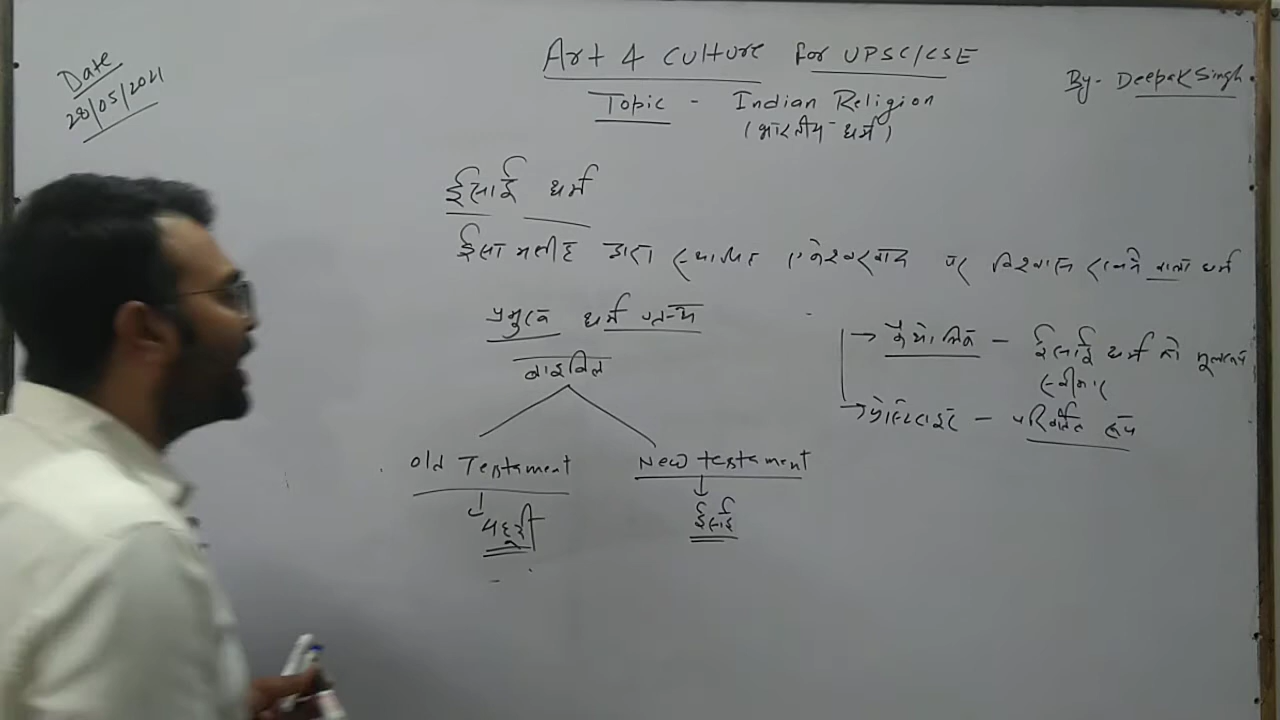 Date
28/05/2021
Art & Culture for UPSC/CSE
By- Deepak Singh.
Topic - Indian Religion
(भारतीय धर्म)
ईसाई धर्म
ईसा मसीह द्वारा स्थापित एकेश्वरवाद पर विश्वास रखने वाला धर्म
प्रमुख धर्म ग्रन्थ
बाइबिल
Old Testament
New testament
यहूदी
ईसाई
→ कैथोलिक - ईसाई धर्म को मूलरूप
स्वीकार
→ प्रोटेस्टाइट - परिवर्तित रूप